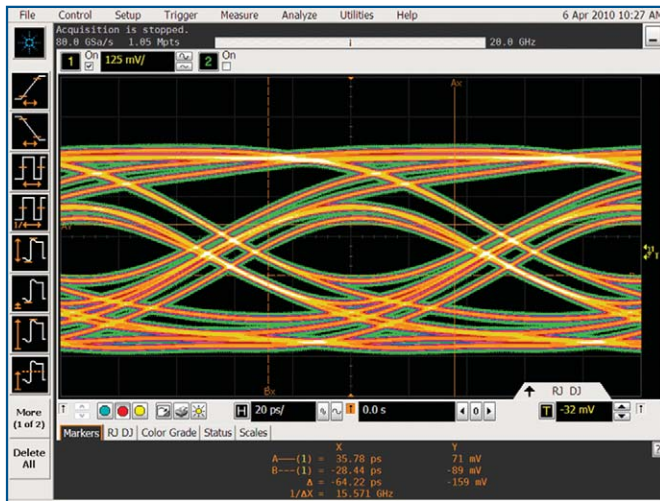 File Control Setup Trigger Measure Analyze Utilities Help 6 Apr 2010 10:27 AM
Acquisition is stopped.
80.0 GSa/s 1.05 Mpts 20.0 GHz
1 On 125 mV/ 2 On
Ax
Bx
RJ DJ
More
(1 of 2)
Delete
All
H 20 ps/ 0.0 s 0 T -32 mV
Markers RJ DJ Color Grade Status Scales
X Y
A—(1) = 35.78 ps 71 mV
B---(1) = -28.44 ps -89 mV
Δ = -64.22 ps -159 mV
1/ΔX = 15.571 GHz